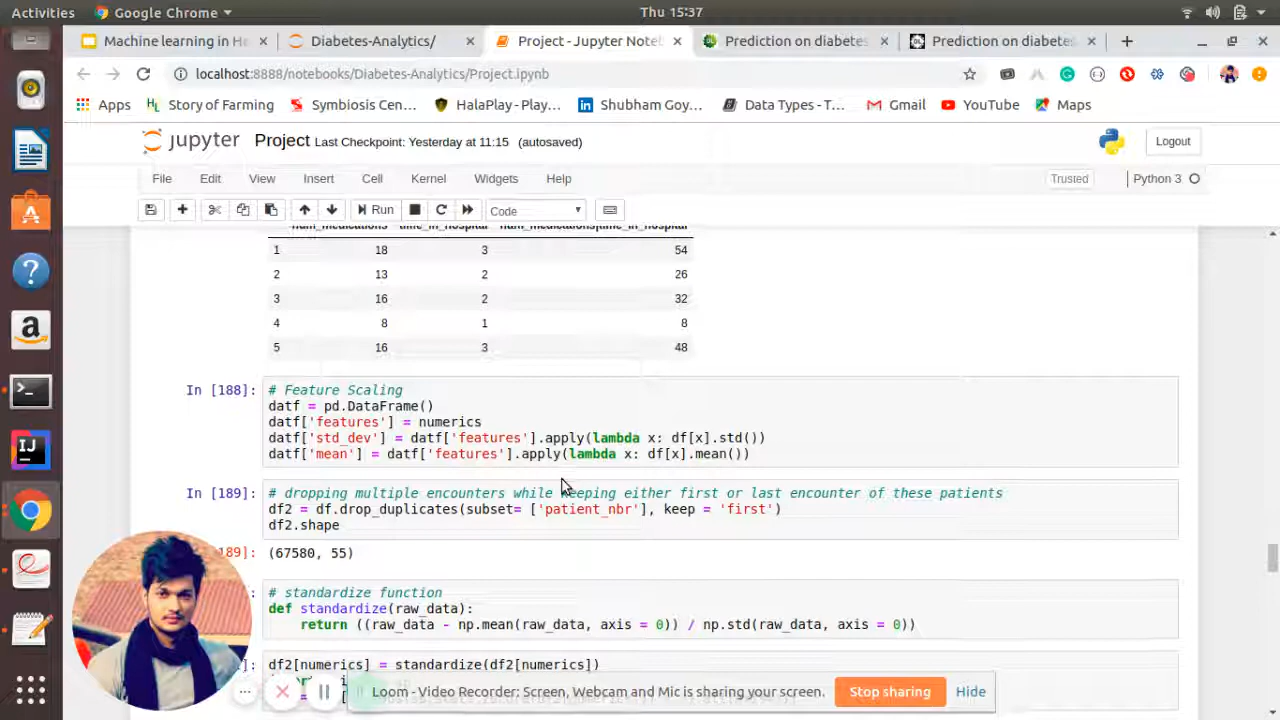 Activities Google Chrome Thu 15:37
Machine learning in He Diabetes-Analytics/ Project - Jupyter Noteb Prediction on diabetes Prediction on diabetes
localhost:8888/notebooks/Diabetes-Analytics/Project.ipynb
Apps Story of Farming Symbiosis Cen... HalaPlay - Play... Shubham Goy... Data Types - T... Gmail YouTube Maps
jupyter Project Last Checkpoint: Yesterday at 11:15 (autosaved) Logout
File Edit View Insert Cell Kernel Widgets Help Trusted Python 3
Run Code
num_medications time_in_hospital num_medications|time_in_hospital
1 18 3 54
2 13 2 26
3 16 2 32
4 8 1 8
5 16 3 48
In [188]: # Feature Scaling
datf = pd.DataFrame()
datf['features'] = numerics
datf['std_dev'] = datf['features'].apply(lambda x: df[x].std())
datf['mean'] = datf['features'].apply(lambda x: df[x].mean())
In [189]: # dropping multiple encounters while keeping either first or last encounter of these patients
df2 = df.drop_duplicates(subset= ['patient_nbr'], keep = 'first')
df2.shape
89]: (67580, 55)
# standardize function
def standardize(raw_data):
return ((raw_data - np.mean(raw_data, axis = 0)) / np.std(raw_data, axis = 0))
df2[numerics] = standardize(df2[numerics])
Loom - Video Recorder: Screen, Webcam and Mic is sharing your screen. Stop sharing Hide